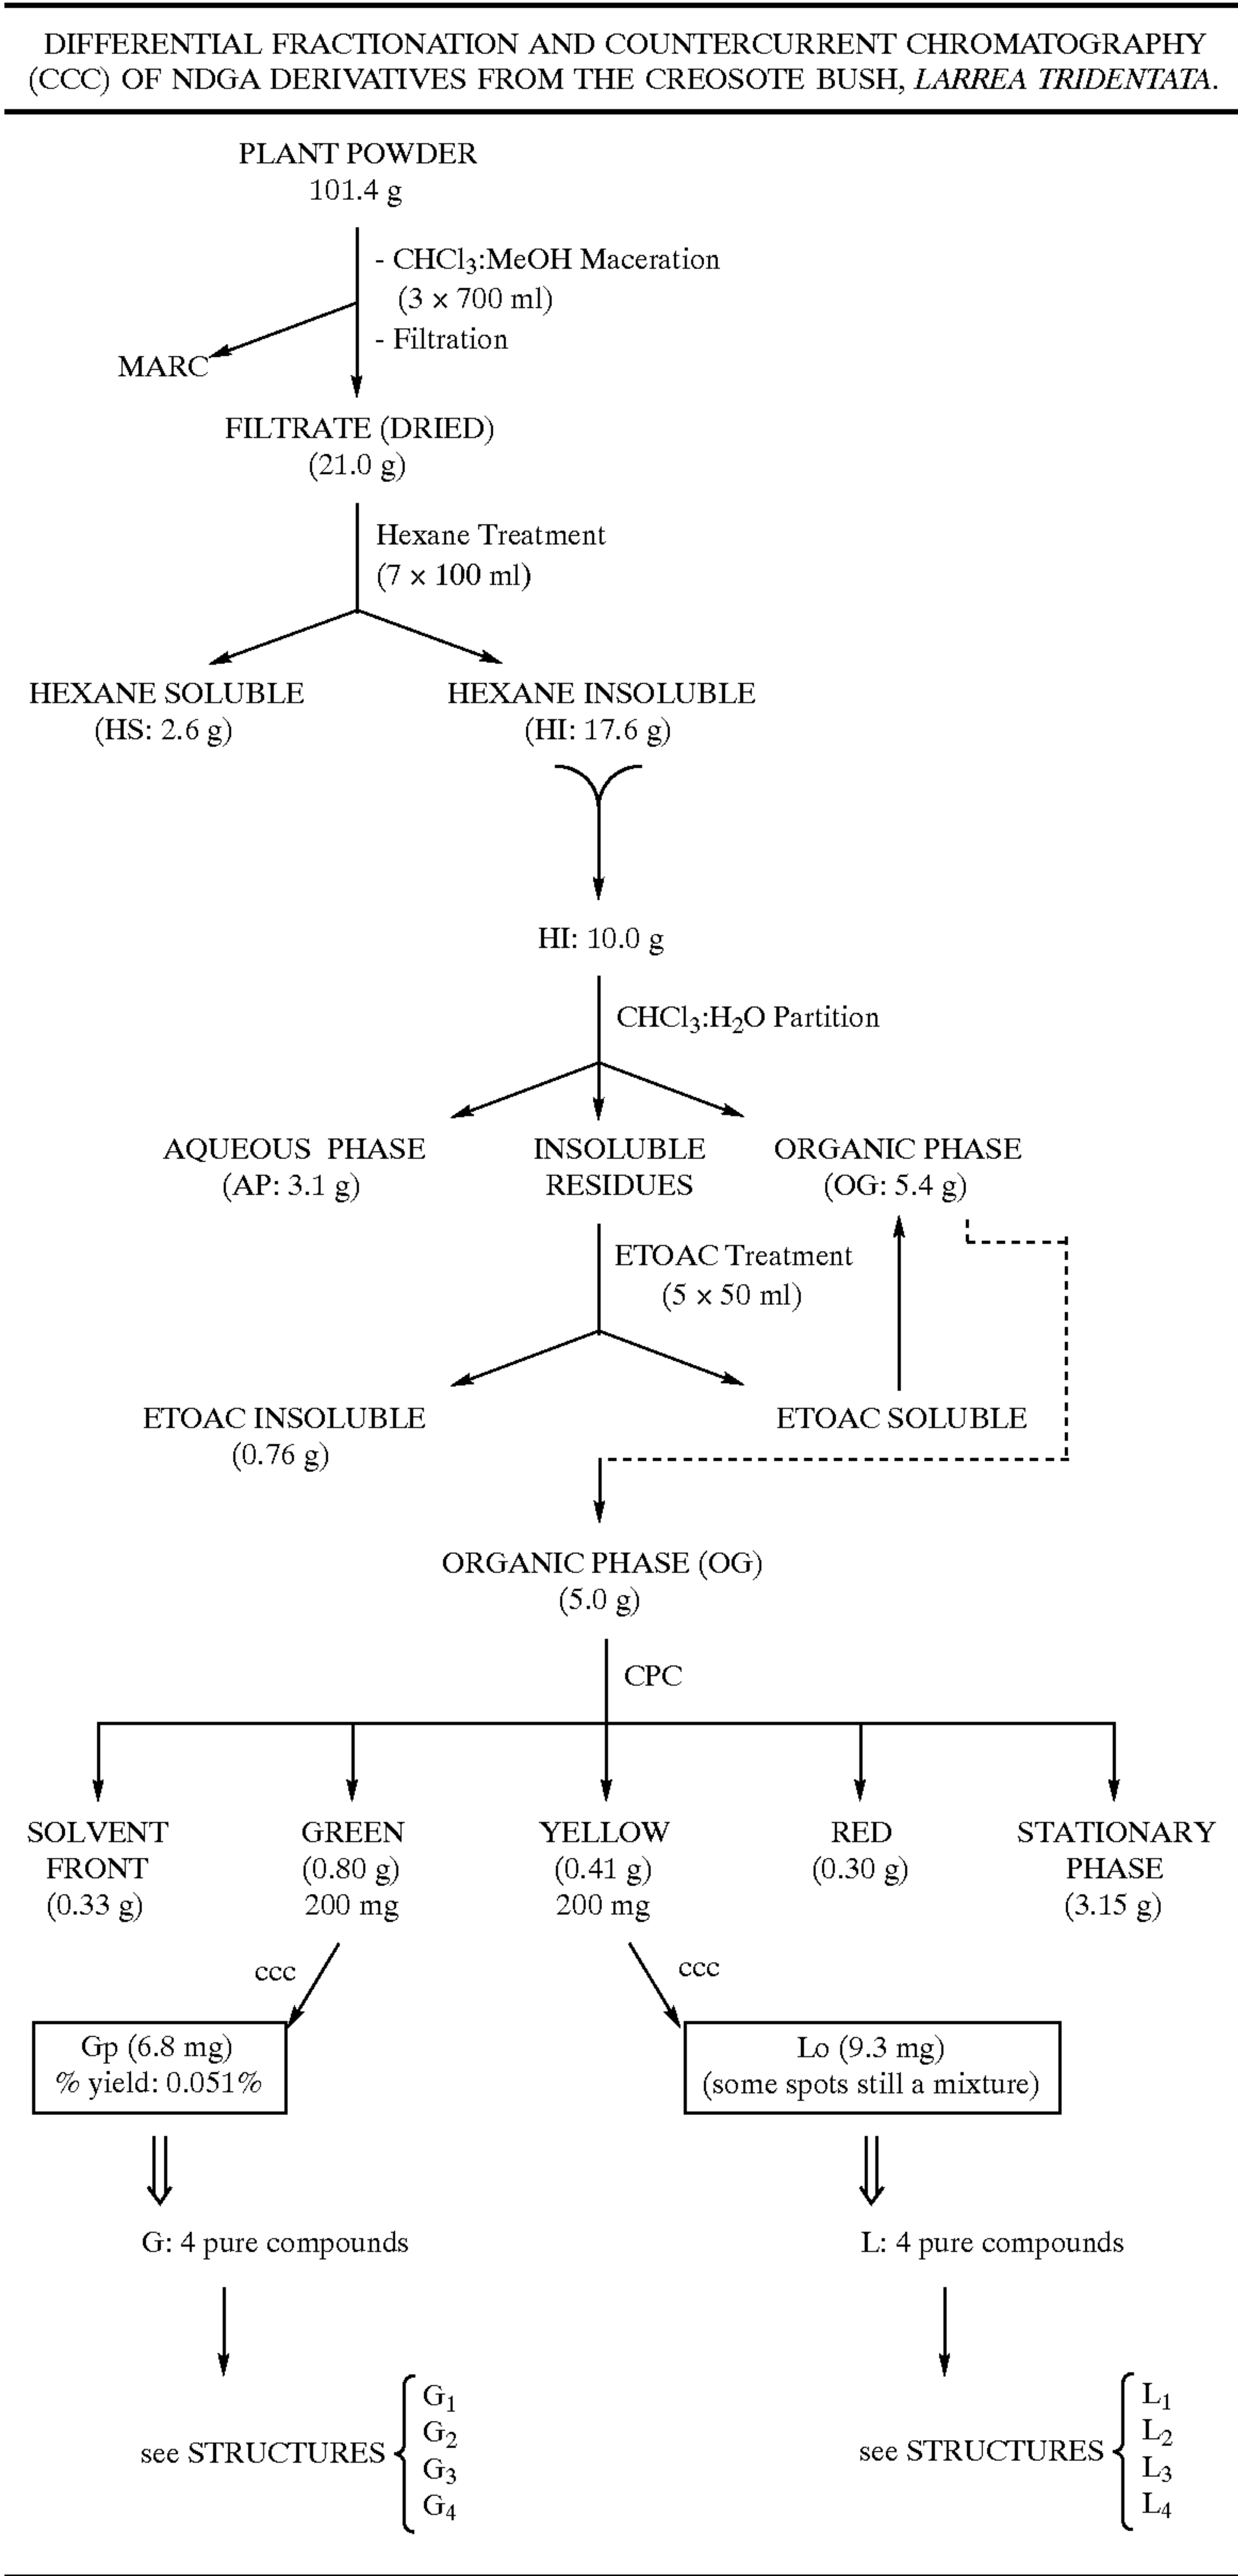 DIFFERENTIAL FRACTIONATION AND COUNTERCURRENT CHROMATOGRAPHY
(CCC) OF NDGA DERIVATIVES FROM THE CREOSOTE BUSH, LARREA TRIDENTATA.
PLANT POWDER
101.4 g
- CHCl3:MeOH Maceration
(3 × 700 ml)
- Filtration
MARC
FILTRATE (DRIED)
(21.0 g)
Hexane Treatment
(7 × 100 ml)
HEXANE SOLUBLE
(HS: 2.6 g)
HEXANE INSOLUBLE
(HI: 17.6 g)
HI: 10.0 g
CHCl3:H2O Partition
AQUEOUS PHASE
(AP: 3.1 g)
INSOLUBLE
RESIDUES
ORGANIC PHASE
(OG: 5.4 g)
ETOAC Treatment
(5 × 50 ml)
ETOAC INSOLUBLE
(0.76 g)
ETOAC SOLUBLE
ORGANIC PHASE (OG)
(5.0 g)
CPC
SOLVENT
FRONT
(0.33 g)
GREEN
(0.80 g)
200 mg
YELLOW
(0.41 g)
200 mg
RED
(0.30 g)
STATIONARY
PHASE
(3.15 g)
ccc
ccc
Gp (6.8 mg)
% yield: 0.051%
Lo (9.3 mg)
(some spots still a mixture)
G: 4 pure compounds
L: 4 pure compounds
see STRUCTURES
G1
G2
G3
G4
see STRUCTURES
L1
L2
L3
L4